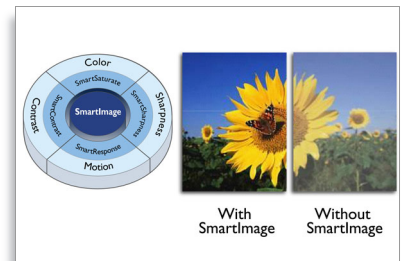 Color
SmartSaturate
Contrast
SmartContrast
SmartImage
SmartSharpness
Sharpness
SmartResponse
Motion
With
SmartImage
Without
SmartImage